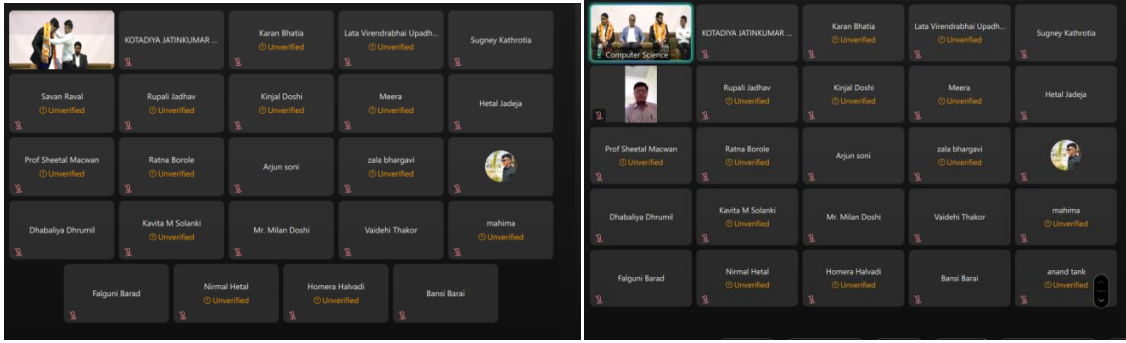 KOTADIYA JATINKUMAR ...
Karan Bhatia
Unverified
Lata Virendrabhai Upadh...
Unverified
Sugney Kathrotia
Savan Raval
Unverified
Rupali Jadhav
Unverified
Kinjal Doshi
Unverified
Meera
Unverified
Hetal Jadeja
Prof Sheetal Macwan
Unverified
Ratna Borole
Unverified
Arjun soni
zala bhargavi
Unverified
Dhabaliya Dhrumil
Kavita M Solanki
Unverified
Mr. Milan Doshi
Vaidehi Thakor
mahima
Unverified
Falguni Barad
Nirmal Hetal
Unverified
Homera Halvadi
Unverified
Bansi Barai
Computer Science
KOTADIYA JATINKUMAR ...
Karan Bhatia
Unverified
Lata Virendrabhai Upadh...
Unverified
Sugney Kathrotia
Rupali Jadhav
Unverified
Kinjal Doshi
Unverified
Meera
Unverified
Hetal Jadeja
Prof Sheetal Macwan
Unverified
Ratna Borole
Unverified
Arjun soni
zala bhargavi
Unverified
Dhabaliya Dhrumil
Kavita M Solanki
Unverified
Mr. Milan Doshi
Vaidehi Thakor
mahima
Unverified
Falguni Barad
Nirmal Hetal
Unverified
Homera Halvadi
Unverified
Bansi Barai
anand tank
Unverified